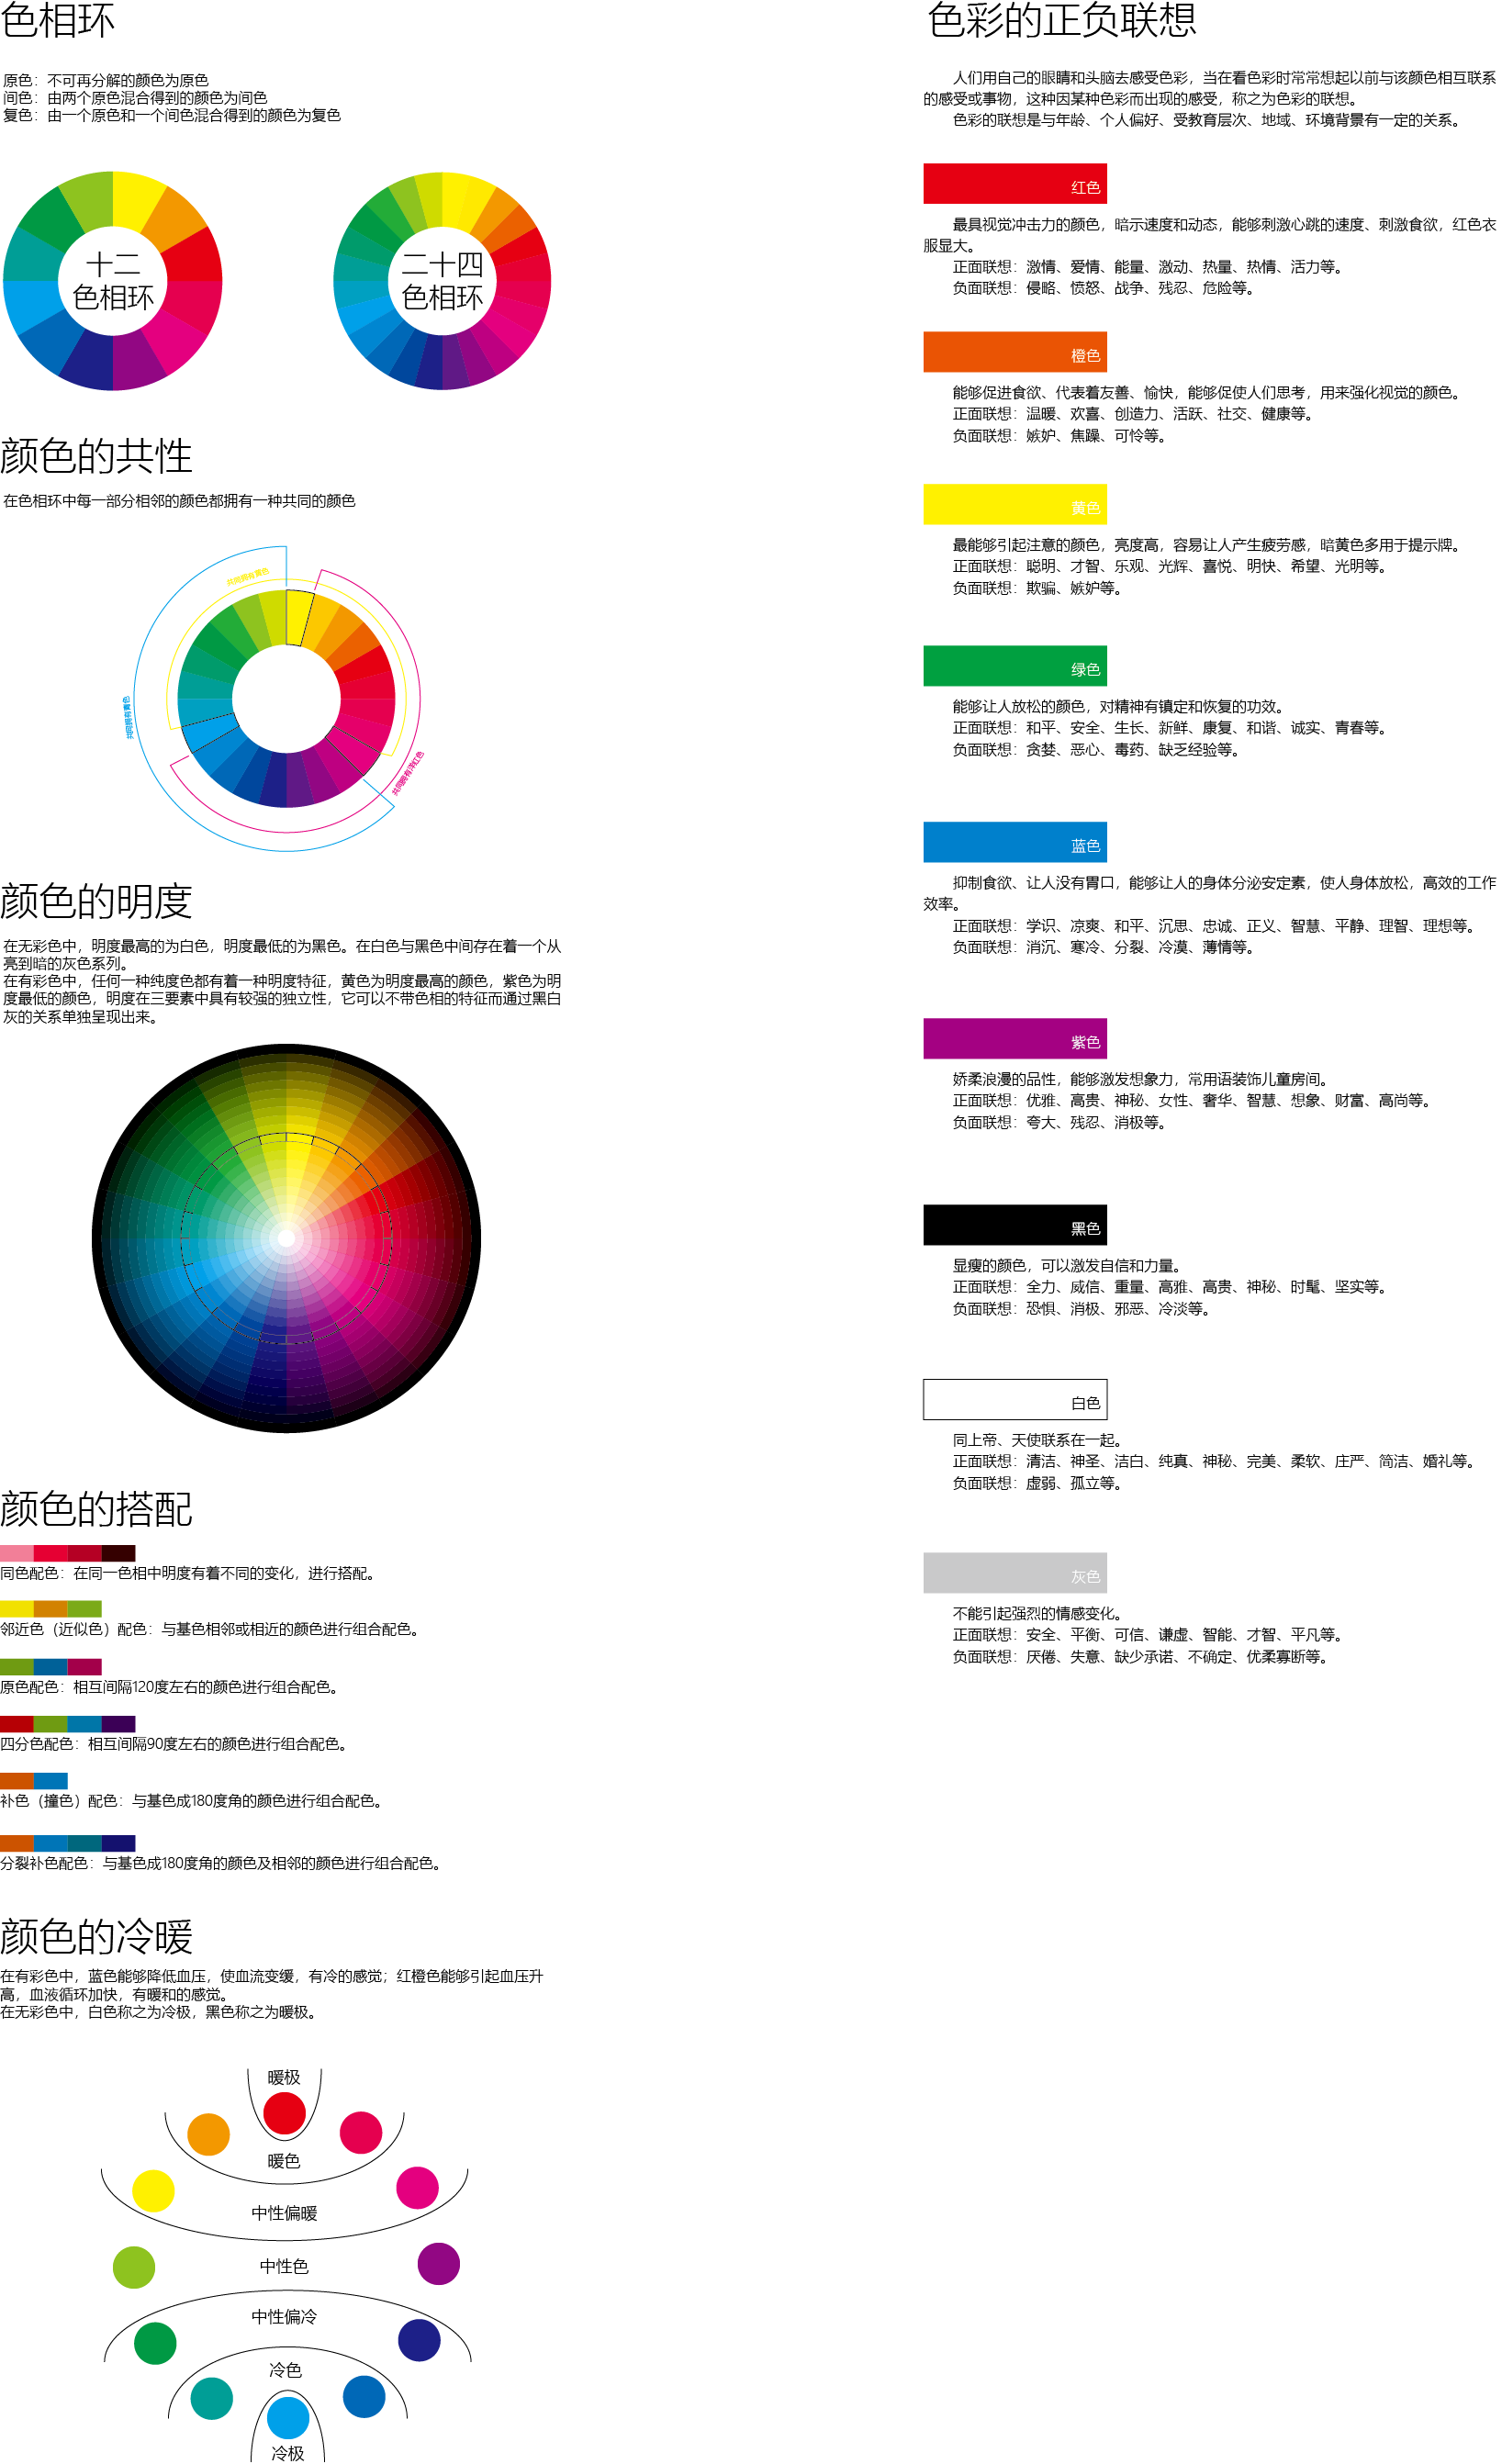 色相环
原色：不可再分解的颜色为原色
间色：由两个原色混合得到的颜色为间色
复色：由一个原色和一个间色混合得到的颜色为复色
十二
色相环
二十四
色相环
颜色的共性
在色相环中每一部分相邻的颜色都拥有一种共同的颜色
共同拥有黄色
共同拥有青色
共同拥有洋红色
颜色的明度
在无彩色中，明度最高的为白色，明度最低的为黑色。在白色与黑色中间存在着一个从
亮到暗的灰色系列。
在有彩色中，任何一种纯度色都有着一种明度特征，黄色为明度最高的颜色，紫色为明
度最低的颜色，明度在三要素中具有较强的独立性，它可以不带色相的特征而通过黑白
灰的关系单独呈现出来。
颜色的搭配
同色配色：在同一色相中明度有着不同的变化，进行搭配。
邻近色（近似色）配色：与基色相邻或相近的颜色进行组合配色。
原色配色：相互间隔120度左右的颜色进行组合配色。
四分色配色：相互间隔90度左右的颜色进行组合配色。
补色（撞色）配色：与基色成180度角的颜色进行组合配色。
分裂补色配色：与基色成180度角的颜色及相邻的颜色进行组合配色。
颜色的冷暖
在有彩色中，蓝色能够降低血压，使血流变缓，有冷的感觉；红橙色能够引起血压升
高，血液循环加快，有暖和的感觉。
在无彩色中，白色称之为冷极，黑色称之为暖极。
暖极
暖色
中性偏暖
中性色
中性偏冷
冷色
冷极
色彩的正负联想
人们用自己的眼睛和头脑去感受色彩，当在看色彩时常常想起以前与该颜色相互联系
的感受或事物，这种因某种色彩而出现的感受，称之为色彩的联想。
色彩的联想是与年龄、个人偏好、受教育层次、地域、环境背景有一定的关系。
红色
最具视觉冲击力的颜色，暗示速度和动态，能够刺激心跳的速度、刺激食欲，红色衣
服显大。
正面联想：激情、爱情、能量、激动、热量、热情、活力等。
负面联想：侵略、愤怒、战争、残忍、危险等。
橙色
能够促进食欲、代表着友善、愉快，能够促使人们思考，用来强化视觉的颜色。
正面联想：温暖、欢喜、创造力、活跃、社交、健康等。
负面联想：嫉妒、焦躁、可怜等。
黄色
最能够引起注意的颜色，亮度高，容易让人产生疲劳感，暗黄色多用于提示牌。
正面联想：聪明、才智、乐观、光辉、喜悦、明快、希望、光明等。
负面联想：欺骗、嫉妒等。
绿色
能够让人放松的颜色，对精神有镇定和恢复的功效。
正面联想：和平、安全、生长、新鲜、康复、和谐、诚实、青春等。
负面联想：贪婪、恶心、毒药、缺乏经验等。
蓝色
抑制食欲、让人没有胃口，能够让人的身体分泌安定素，使人身体放松，高效的工作
效率。
正面联想：学识、凉爽、和平、沉思、忠诚、正义、智慧、平静、理智、理想等。
负面联想：消沉、寒冷、分裂、冷漠、薄情等。
紫色
娇柔浪漫的品性，能够激发想象力，常用语装饰儿童房间。
正面联想：优雅、高贵、神秘、女性、奢华、智慧、想象、财富、高尚等。
负面联想：夸大、残忍、消极等。
黑色
显瘦的颜色，可以激发自信和力量。
正面联想：全力、威信、重量、高雅、高贵、神秘、时髦、坚实等。
负面联想：恐惧、消极、邪恶、冷淡等。
白色
同上帝、天使联系在一起。
正面联想：清洁、神圣、洁白、纯真、神秘、完美、柔软、庄严、简洁、婚礼等。
负面联想：虚弱、孤立等。
灰色
不能引起强烈的情感变化。
正面联想：安全、平衡、可信、谦虚、智能、才智、平凡等。
负面联想：厌倦、失意、缺少承诺、不确定、优柔寡断等。